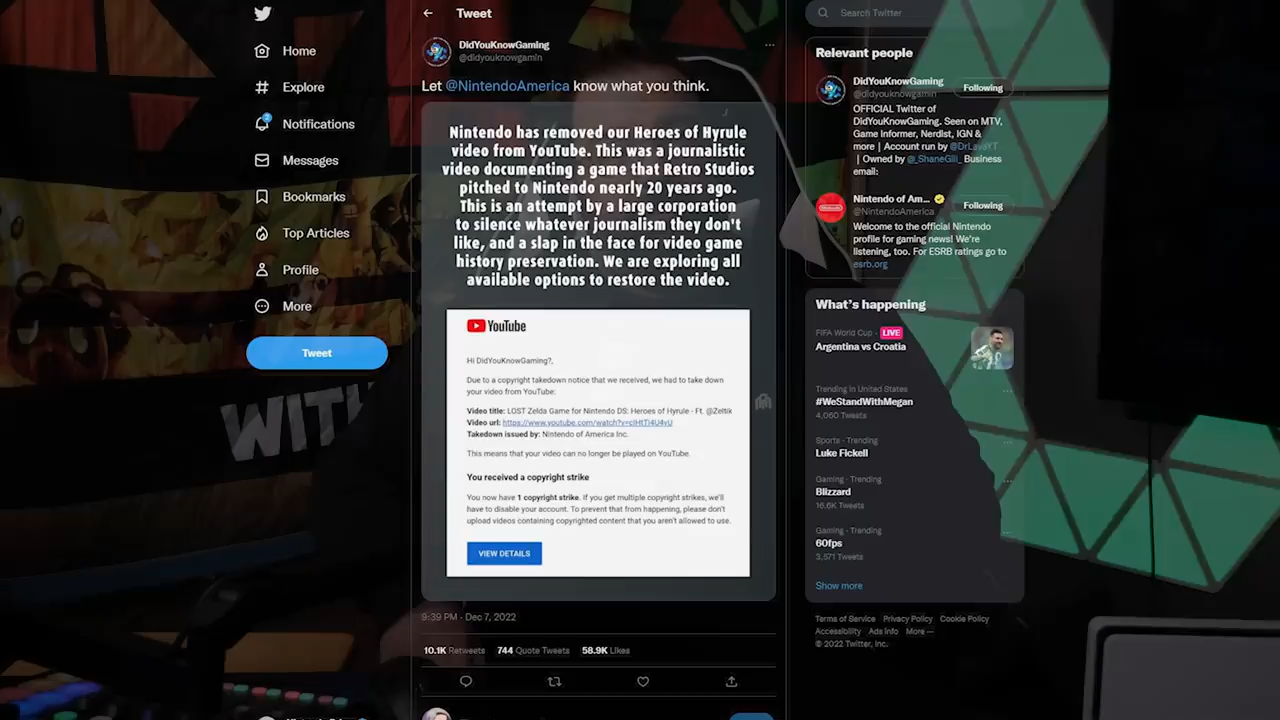 Home
Explore
2
Notifications
Messages
Bookmarks
Top Articles
Profile
More
Tweet
WITH
Tweet
DidYouKnowGaming
@didyouknowgamin
Let @NintendoAmerica know what you think.
Nintendo has removed our Heroes of Hyrule
video from YouTube. This was a journalistic
video documenting a game that Retro Studios
pitched to Nintendo nearly 20 years ago.
This is an attempt by a large corporation
to silence whatever journalism they don't
like, and a slap in the face for video game
history preservation. We are exploring all
available options to restore the video.
YouTube
Hi DidYouKnowGaming?,
Due to a copyright takedown notice that we received, we had to take down
your video from YouTube:
Video title: LOST Zelda Game for Nintendo DS: Heroes of Hyrule - Ft. @Zeltik
Video url: https://www.youtube.com/watch?v=
Takedown issued by: Nintendo of America Inc.
This means that your video can no longer be played on YouTube.
You received a copyright strike
You now have 1 copyright strike. If you get multiple copyright strikes, we'll
have to disable your account. To prevent that from happening, please don't
upload videos containing copyrighted content that you aren't allowed to use.
VIEW DETAILS
9:39 PM · Dec 7, 2022
10.1K Retweets 744 Quote Tweets 58.9K Likes
Search Twitter
Relevant people
DidYouKnowGaming
@didyouknowgamin
Following
OFFICIAL Twitter of
DidYouKnowGaming. Seen on MTV,
Game Informer, Nerdist, IGN &
more | Account run by @DrLavaYT
| Owned by @_ShaneGill_ Business
email:
Nintendo of Am...
@NintendoAmerica
Following
Welcome to the official Nintendo
profile for gaming news! We're
listening, too. For ESRB ratings go to
esrb.org
What's happening
FIFA World Cup · LIVE
Argentina vs Croatia
Trending in United States
#WeStandWithMegan
4,060 Tweets
Sports · Trending
Luke Fickell
Gaming · Trending
Blizzard
16.6K Tweets
Gaming · Trending
60fps
3,571 Tweets
Show more
Terms of Service Privacy Policy Cookie Policy
Accessibility Ads info More ···
© 2022 Twitter, Inc.